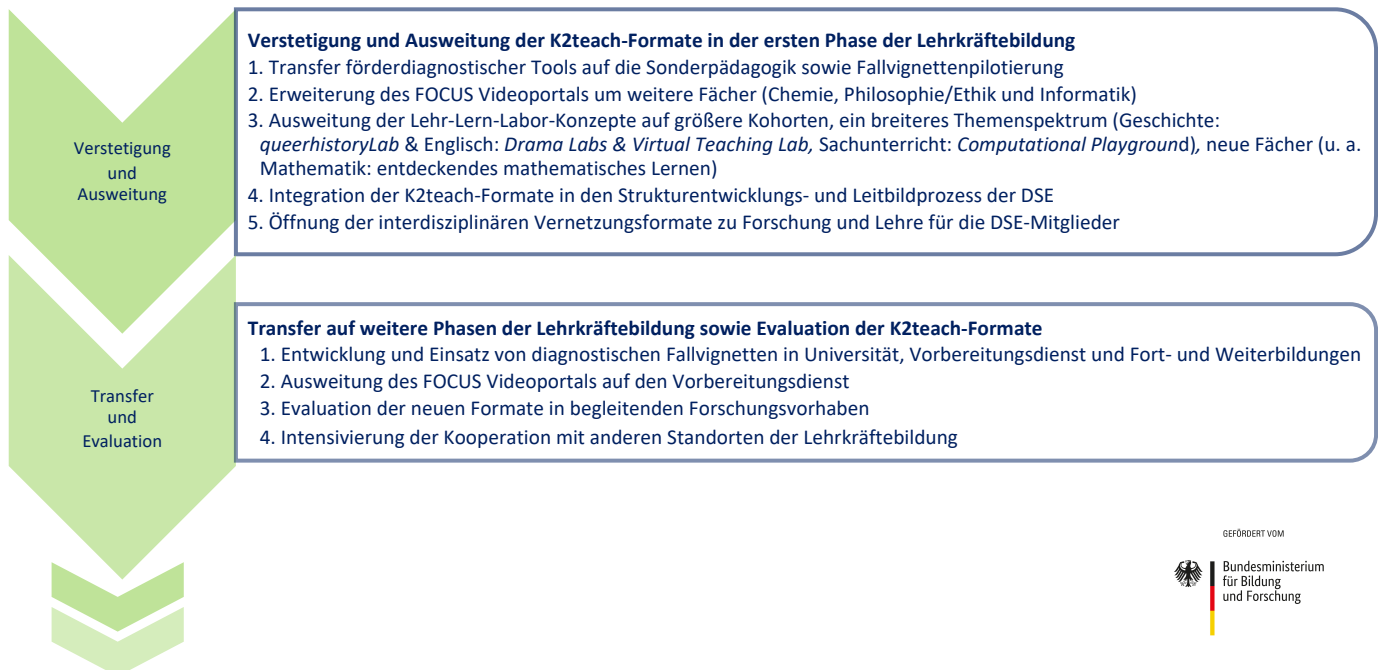 Verstetigung
und
Ausweitung
Verstetigung und Ausweitung der K2teach-Formate in der ersten Phase der Lehrkräftebildung
1. Transfer förderdiagnostischer Tools auf die Sonderpädagogik sowie Fallvignettenpilotierung
2. Erweiterung des FOCUS Videoportals um weitere Fächer (Chemie, Philosophie/Ethik und Informatik)
3. Ausweitung der Lehr-Lern-Labor-Konzepte auf größere Kohorten, ein breiteres Themenspektrum (Geschichte:
queerhistoryLab & Englisch: Drama Labs & Virtual Teaching Lab, Sachunterricht: Computational Playground), neue Fächer (u. a.
Mathematik: entdeckendes mathematisches Lernen)
4. Integration der K2teach-Formate in den Strukturentwicklungs- und Leitbildprozess der DSE
5. Öffnung der interdisziplinären Vernetzungsformate zu Forschung und Lehre für die DSE-Mitglieder
Transfer
und
Evaluation
Transfer auf weitere Phasen der Lehrkräftebildung sowie Evaluation der K2teach-Formate
1. Entwicklung und Einsatz von diagnostischen Fallvignetten in Universität, Vorbereitungsdienst und Fort- und Weiterbildungen
2. Ausweitung des FOCUS Videoportals auf den Vorbereitungsdienst
3. Evaluation der neuen Formate in begleitenden Forschungsvorhaben
4. Intensivierung der Kooperation mit anderen Standorten der Lehrkräftebildung
GEFÖRDERT VOM
Bundesministerium
für Bildung
und Forschung